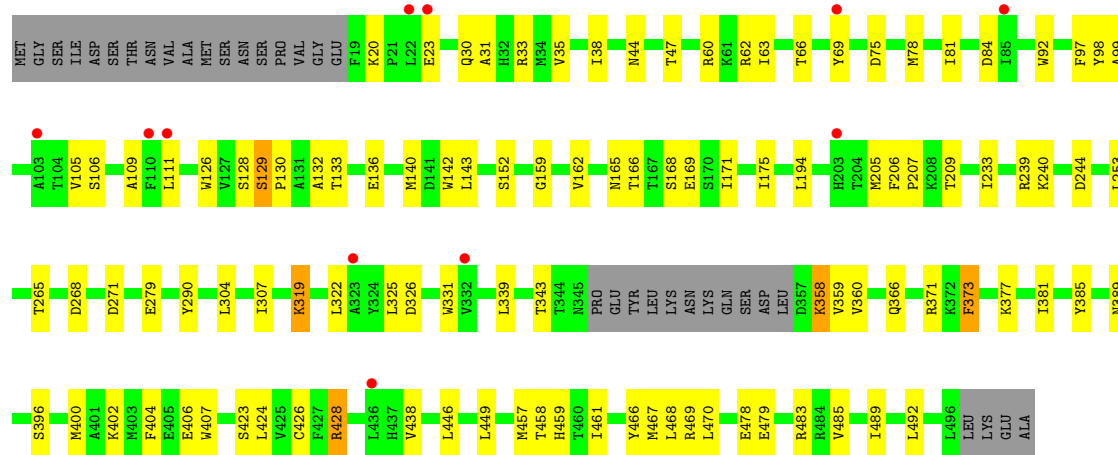 MET GLY SER ILE ASP SER THR ASN VAL ALA MET SER ASN SER PRO VAL GLY GLU F19 K20 P21 L22 E23 Q30 A31 H32 R33 M34 V35 I38 N44 T47 R60 K61 R62 I63 T66 Y69 D75 M78 I81 D84 I85 W92 F97 Y98 A99
A103 T104 V105 S106 A109 F110 L111 W126 V127 S128 S129 P130 A131 A132 T133 E136 M140 D141 W142 L143 S152 G159 V162 N165 T166 T167 S168 E169 S170 I171 I175 L194 H203 T204 M205 F206 P207 K208 T209 I233 R239 K240 D244
T265 D268 D271 E279 Y290 L304 I307 K319 L322 A323 Y324 L325 D326 W331 V332 L339 T343 T344 N345 PRO GLU TYR LEU LYS ASN LYS GLN SER ASP LEU D357 K358 V359 V360 Q366 R371 K372 F373 K377 I381 Y385
S396 M400 A401 K402 M403 F404 E405 E406 W407 S423 L424 V425 C426 F427 R428 L436 H437 V438 L446 L449 M457 T458 H459 T460 I461 Y466 M467 L468 R469 L470 E478 E479 R483 R484 V485 I489 L492 L496 LEU LYS GLU ALA